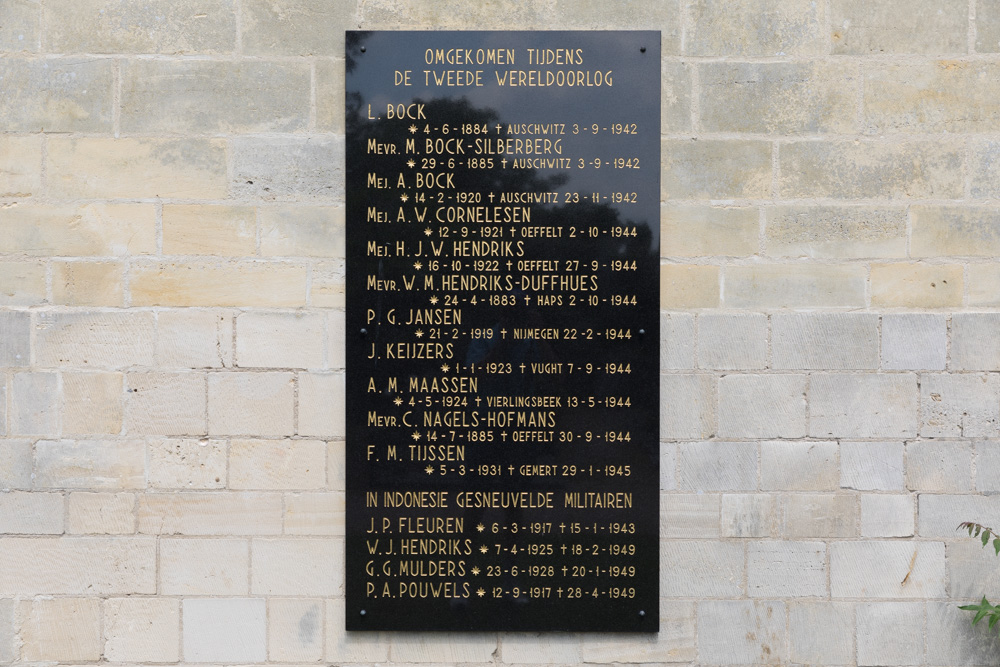 OMGEKOMEN TIJDENS
DE TWEEDE WERELDOORLOG
L. BOCK
* 4-6-1884 † AUSCHWITZ 3-9-1942
MEVR. M. BOCK-SILBERBERG
* 29-6-1885 † AUSCHWITZ 3-9-1942
MEJ. A. BOCK
* 14-2-1920 † AUSCHWITZ 23-11-1942
MEJ. A. W. CORNELESEN
* 12-9-1921 † OEFFELT 2-10-1944
MEJ. H. J. W. HENDRIKS
* 16-10-1922 † OEFFELT 27-9-1944
MEVR. W. M. HENDRIKS-DUFFHUES
* 24-4-1883 † HAPS 2-10-1944
P. G. JANSEN
* 21-2-1919 † NIJMEGEN 22-2-1944
J. KEIJZERS
* 1-1-1923 † VUGHT 7-9-1944
A. M. MAASSEN
* 4-5-1924 † VIERLINGSBEEK 13-5-1944
MEVR. C. NAGELS-HOFMANS
* 14-7-1885 † OEFFELT 30-9-1944
F. M. TIJSSEN
* 5-3-1931 † GEMERT 29-1-1945
IN INDONESIE GESNEUVELDE MILITAIREN
J. P. FLEUREN * 6-3-1917 † 15-1-1943
W. J. HENDRIKS * 7-4-1925 † 18-2-1949
G. G. MULDERS * 23-6-1928 † 20-1-1949
P. A. POUWELS * 12-9-1917 † 28-4-1949